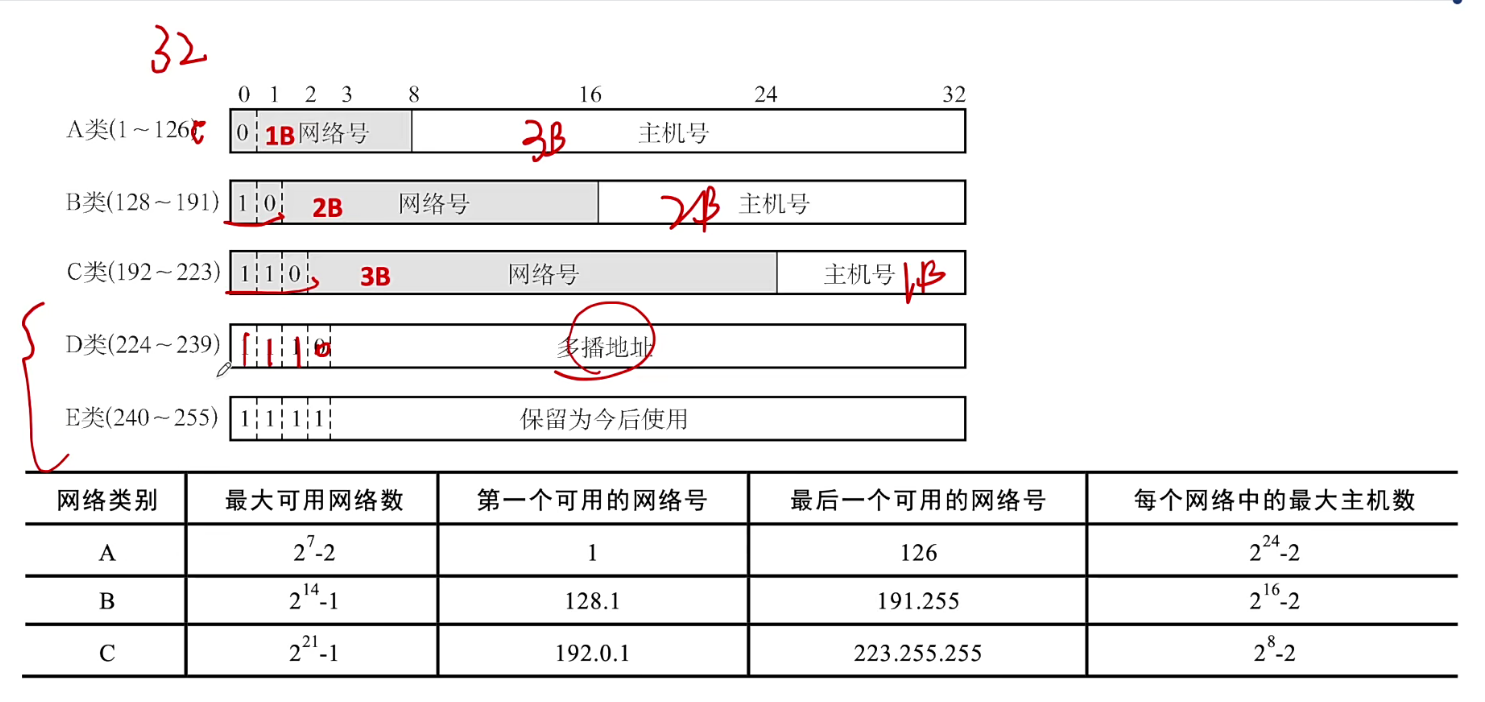 32
0 1 2 3 8 16 24 32
A类(1～126) 0 1B 网络号 3B 主机号
B类(128～191) 1 0 2B 网络号 2B 主机号
C类(192～223) 1 1 0 3B 网络号 主机号 1B
D类(224～239) 1 1 1 0 多播地址
E类(240～255) 1 1 1 1 保留为今后使用
网络类别 最大可用网络数 第一个可用的网络号 最后一个可用的网络号 每个网络中的最大主机数
A 2^7-2 1 126 2^24-2
B 2^14-1 128.1 191.255 2^16-2
C 2^21-1 192.0.1 223.255.255 2^8-2